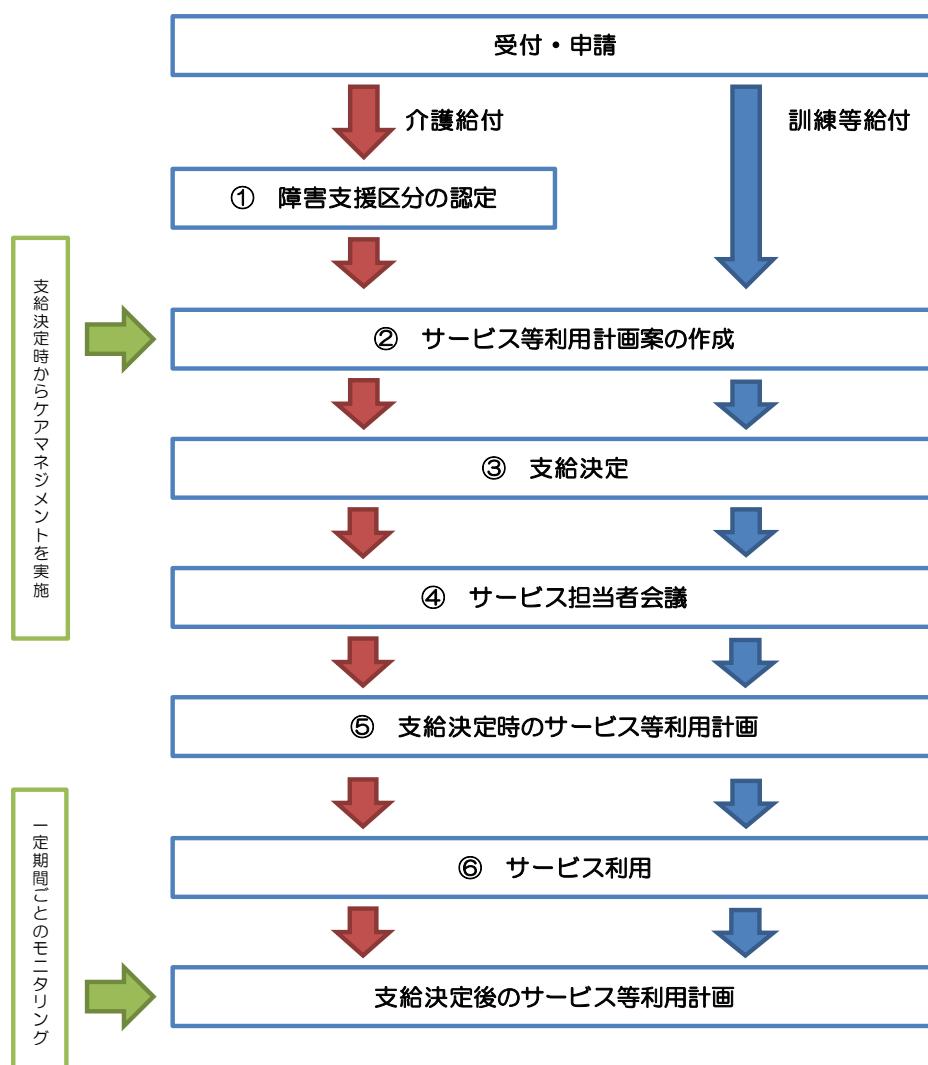 受付・申請
介護給付
訓練等給付
① 障害支援区分の認定
支給決定時からケアマネジメントを実施
② サービス等利用計画案の作成
③ 支給決定
④ サービス担当者会議
⑤ 支給決定時のサービス等利用計画
一定期間ごとのモニタリング
⑥ サービス利用
支給決定後のサービス等利用計画